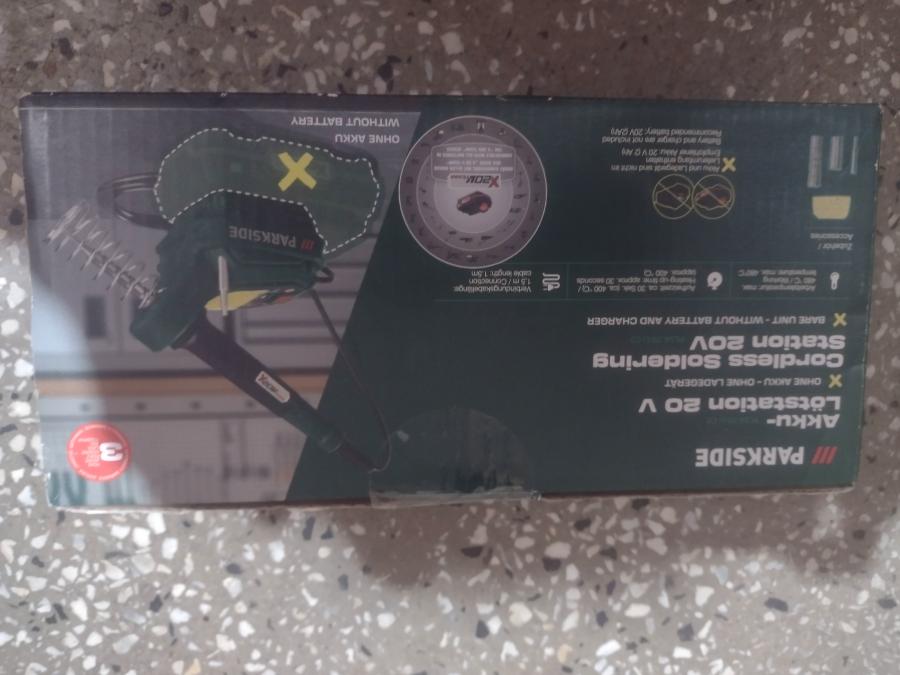 PARKSIDE
Akku-
Lötstation 20 V
OHNE AKKU - OHNE LADEGERÄT
Cordless Soldering
Station 20V
BARE UNIT - WITHOUT BATTERY AND CHARGER
Arbeitstemperatur: max.
480°C / Working
temperature: max. 480°C
Aufheizzeit: ca. 30 Sek. (ca. 400 °C) /
Heating-up time: approx. 30 seconds
(approx. 400 °C)
Verbindungskabellänge:
1,5 m / Connection
cable length: 1.5m
Zubehör /
Accessories
Akku und Ladegerät sind nicht im
Lieferumfang enthalten
Empfohlener Akku: 20 V (2 Ah)
Battery and charger are not included
Recommended battery: 20V (2Ah)
X20V
OHNE AKKU
WITHOUT BATTERY
PARKSIDE
X20V
3